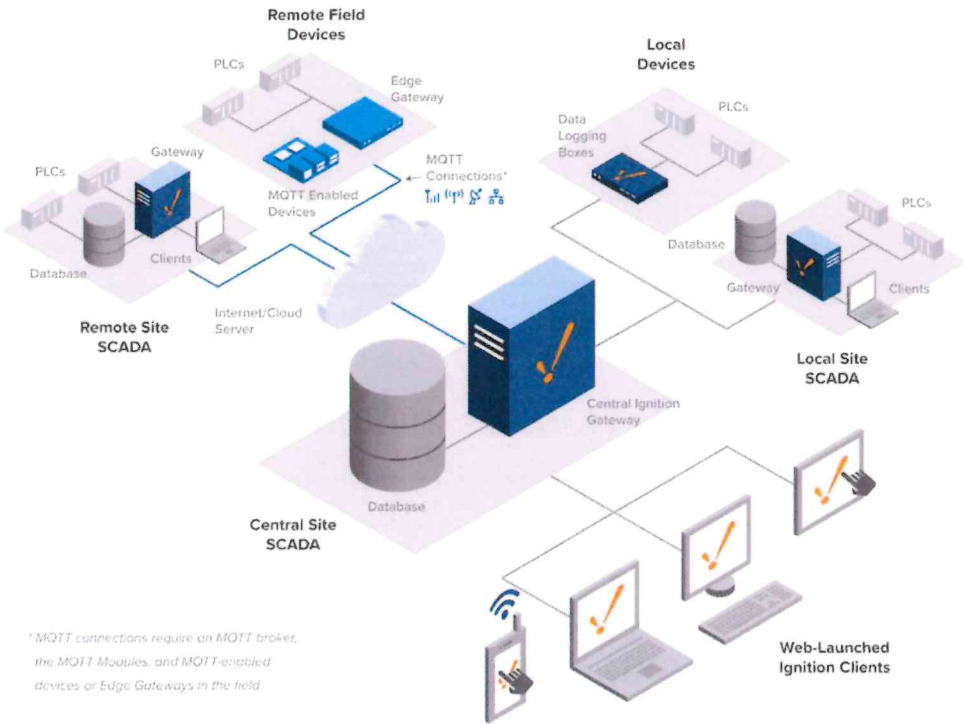 Remote Field
Devices
PLCs
Edge
Gateway
MQTT Enabled
Devices
MQTT
Connections*
Local
Devices
PLCs
Data
Logging
Boxes
PLCs
Gateway
Database
Clients
Remote Site
SCADA
Internet/Cloud
Server
PLCs
Database
Gateway
Clients
Local Site
SCADA
Central Ignition
Gateway
Database
Central Site
SCADA
Web-Launched
Ignition Clients
* MQTT connections require an MQTT broker,
the MQTT Modules, and MQTT-enabled
devices or Edge Gateways in the field